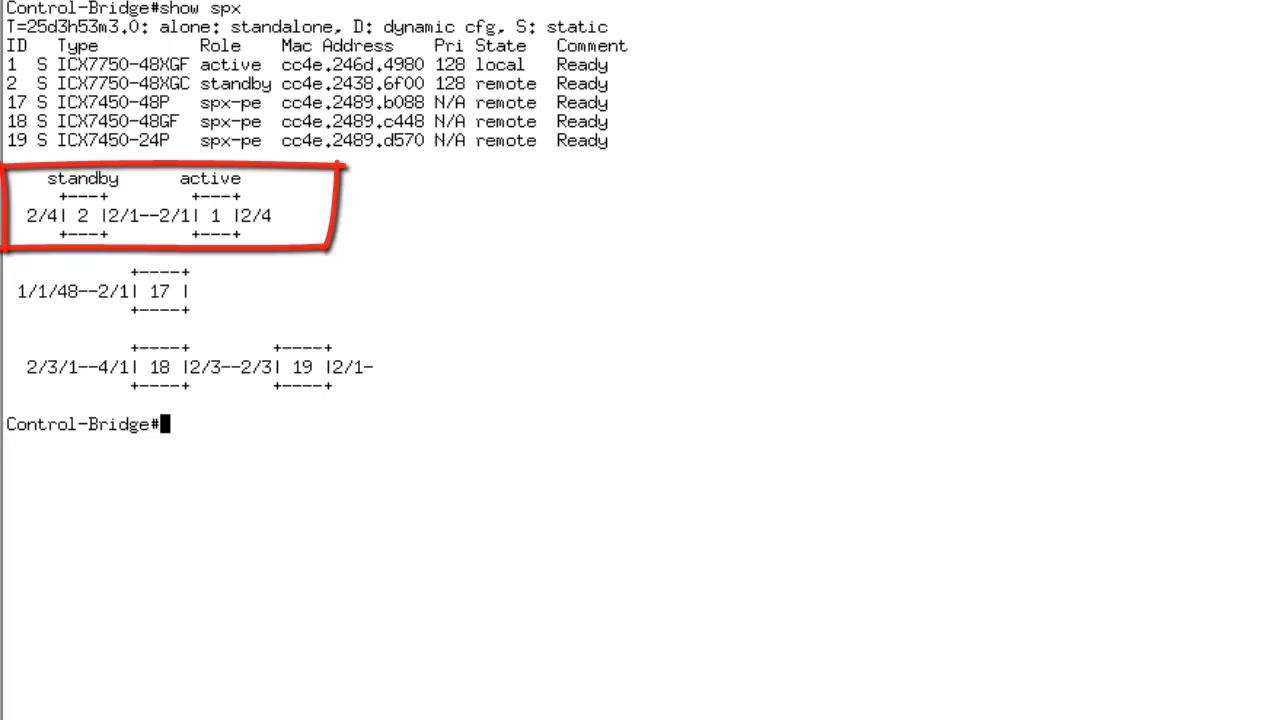 Control-Bridge#show spx
T=25d3h53m3.0: alone: standalone, D: dynamic cfg, S: static
ID   Type          Role    Mac Address    Pri State   Comment
1  S ICX7750-48XGF active  cc4e.246d.4980 128 local   Ready
2  S ICX7750-48XGC standby cc4e.2438.6f00 128 remote  Ready
17 S ICX7450-48P   spx-pe  cc4e.2489.b088 N/A remote  Ready
18 S ICX7450-48GF  spx-pe  cc4e.2489.c448 N/A remote  Ready
19 S ICX7450-24P   spx-pe  cc4e.2489.d570 N/A remote  Ready
    standby      active
     +---+        +---+
  2/4| 2 |2/1--2/1| 1 |2/4
     +---+        +---+
             +----+
 1/1/48--2/1| 17 |
             +----+
             +----+         +----+
  2/3/1--4/1| 18 |2/3--2/3| 19 |2/1-
             +----+         +----+
Control-Bridge#